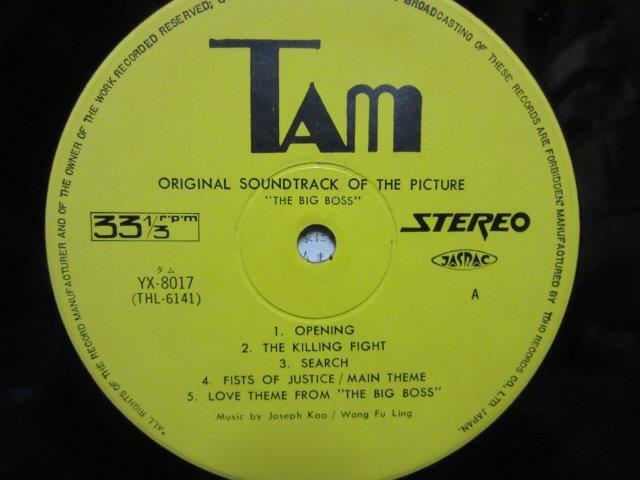 "ALL RIGHTS OF THE RECORD MANUFACTURER AND OF THE OWNER OF THE WORK RECORDED RESERVED;
BROADCASTING OF THESE RECORDS ARE FORBIDDEN." MANUFACTURED BY TOHO RECORDS CO., LTD. JAPAN.
TAM
ORIGINAL SOUNDTRACK OF THE PICTURE
"THE BIG BOSS"
33 1/3 r·p·m
STEREO
JASRAC
タム
YX-8017
(THL-6141)
A
1. OPENING
2. THE KILLING FIGHT
3. SEARCH
4. FISTS OF JUSTICE / MAIN THEME
5. LOVE THEME FROM "THE BIG BOSS"
Music by Joseph Koo / Wong Fu Ling